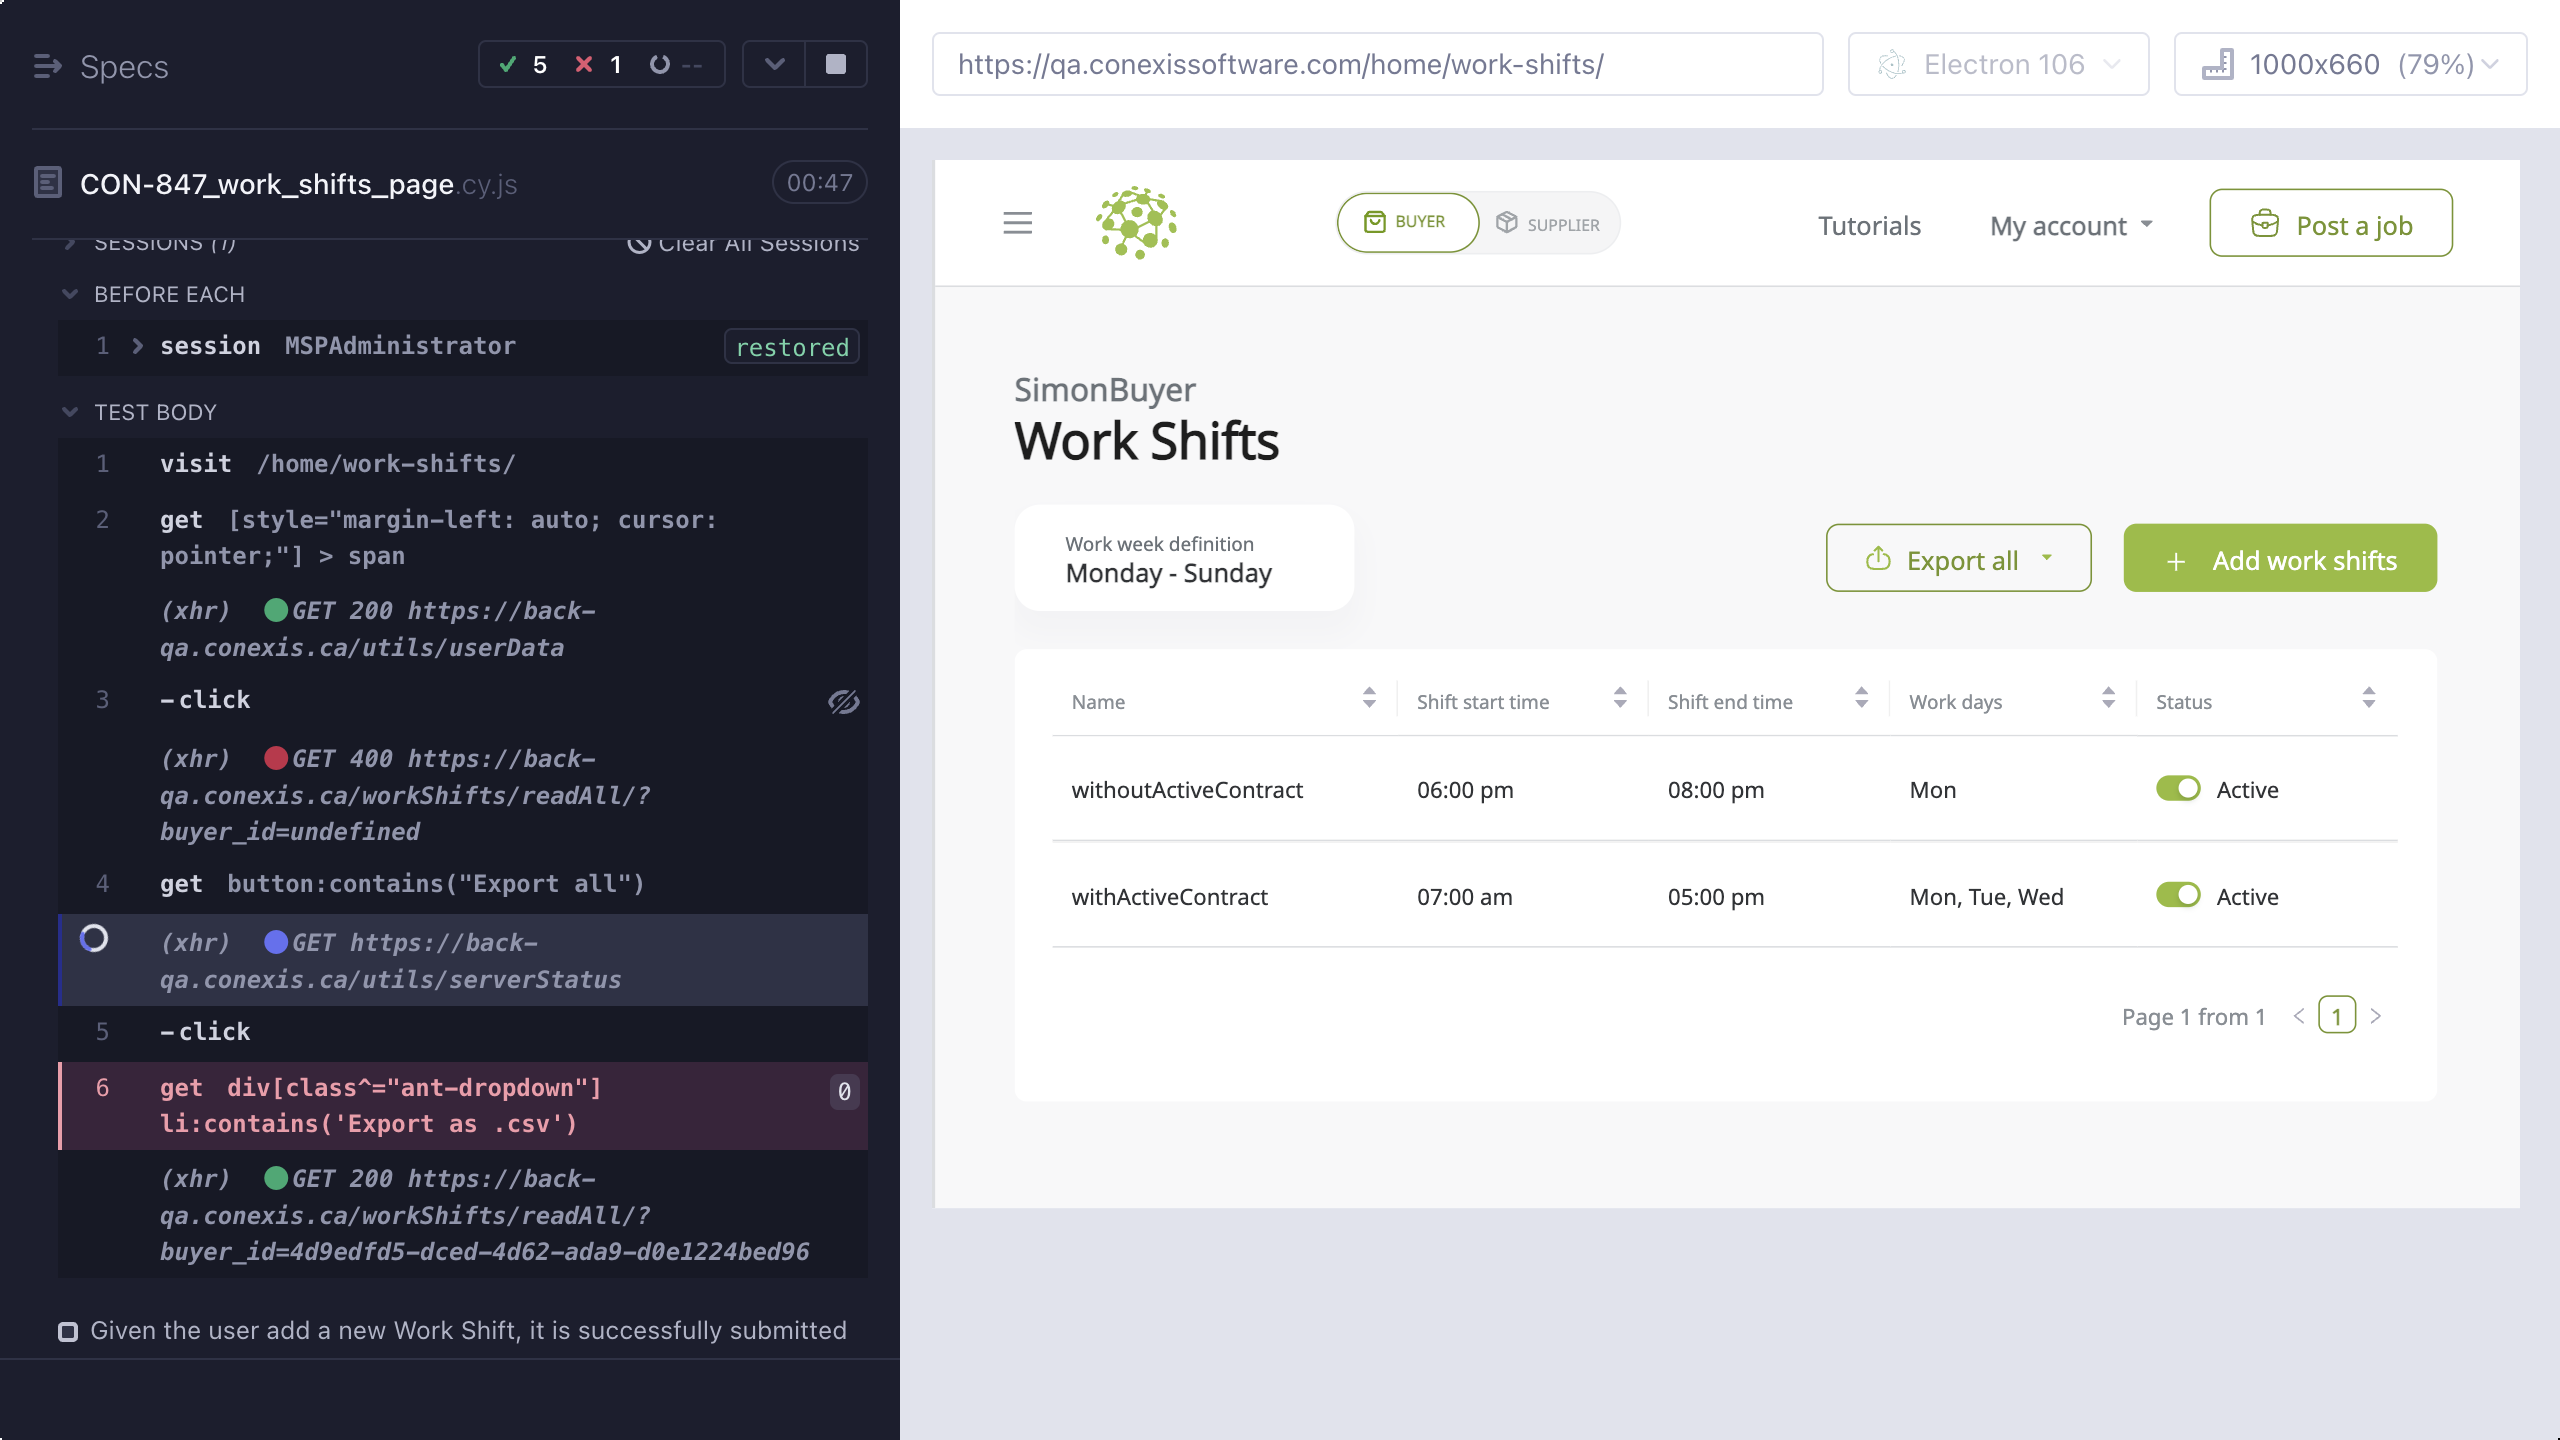 Specs
5 1 --
CON-847_work_shifts_page.cy.js 00:47
SESSIONS (1) Clear All Sessions
BEFORE EACH
1 session MSPAdministrator restored
TEST BODY
1 visit /home/work-shifts/
2 get [style="margin-left: auto; cursor:
pointer;"] > span
(xhr) GET 200 https://back-
qa.conexis.ca/utils/userData
3 -click
(xhr) GET 400 https://back-
qa.conexis.ca/workShifts/readAll/?
buyer_id=undefined
4 get button:contains("Export all")
(xhr) GET https://back-
qa.conexis.ca/utils/serverStatus
5 -click
6 get div[class^="ant-dropdown"] 0
li:contains('Export as .csv')
(xhr) GET 200 https://back-
qa.conexis.ca/workShifts/readAll/?
buyer_id=4d9edfd5-dced-4d62-ada9-d0e1224bed96
Given the user add a new Work Shift, it is successfully submitted
https://qa.conexissoftware.com/home/work-shifts/ Electron 106 1000x660 (79%)
BUYER SUPPLIER Tutorials My account Post a job
SimonBuyer
Work Shifts
Work week definition
Monday - Sunday
Export all + Add work shifts
Name Shift start time Shift end time Work days Status
withoutActiveContract 06:00 pm 08:00 pm Mon Active
withActiveContract 07:00 am 05:00 pm Mon, Tue, Wed Active
Page 1 from 1 < 1 >